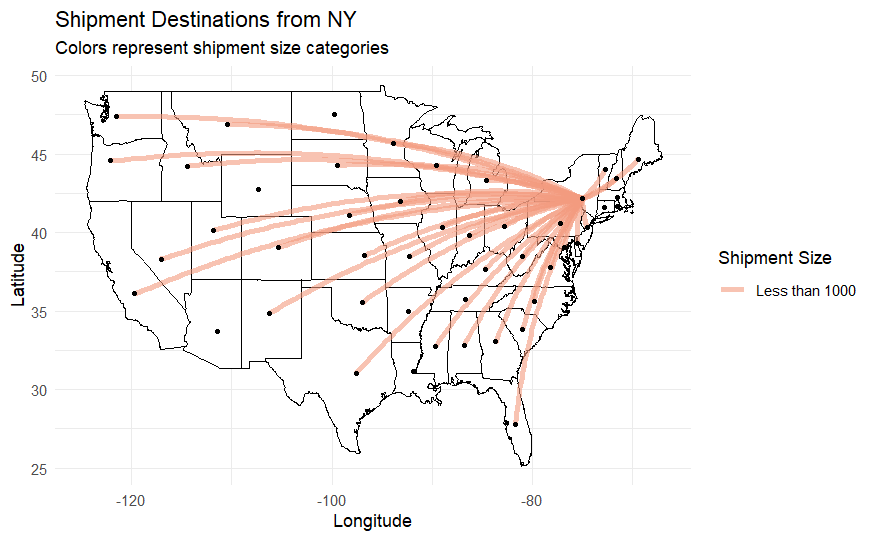 Shipment Destinations from NY
Colors represent shipment size categories
50
45
40
35
30
25
Latitude
-120
-100
-80
Longitude
Shipment Size
Less than 1000